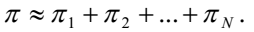 π ≈ π₁ + π₂ + ... + π_N .